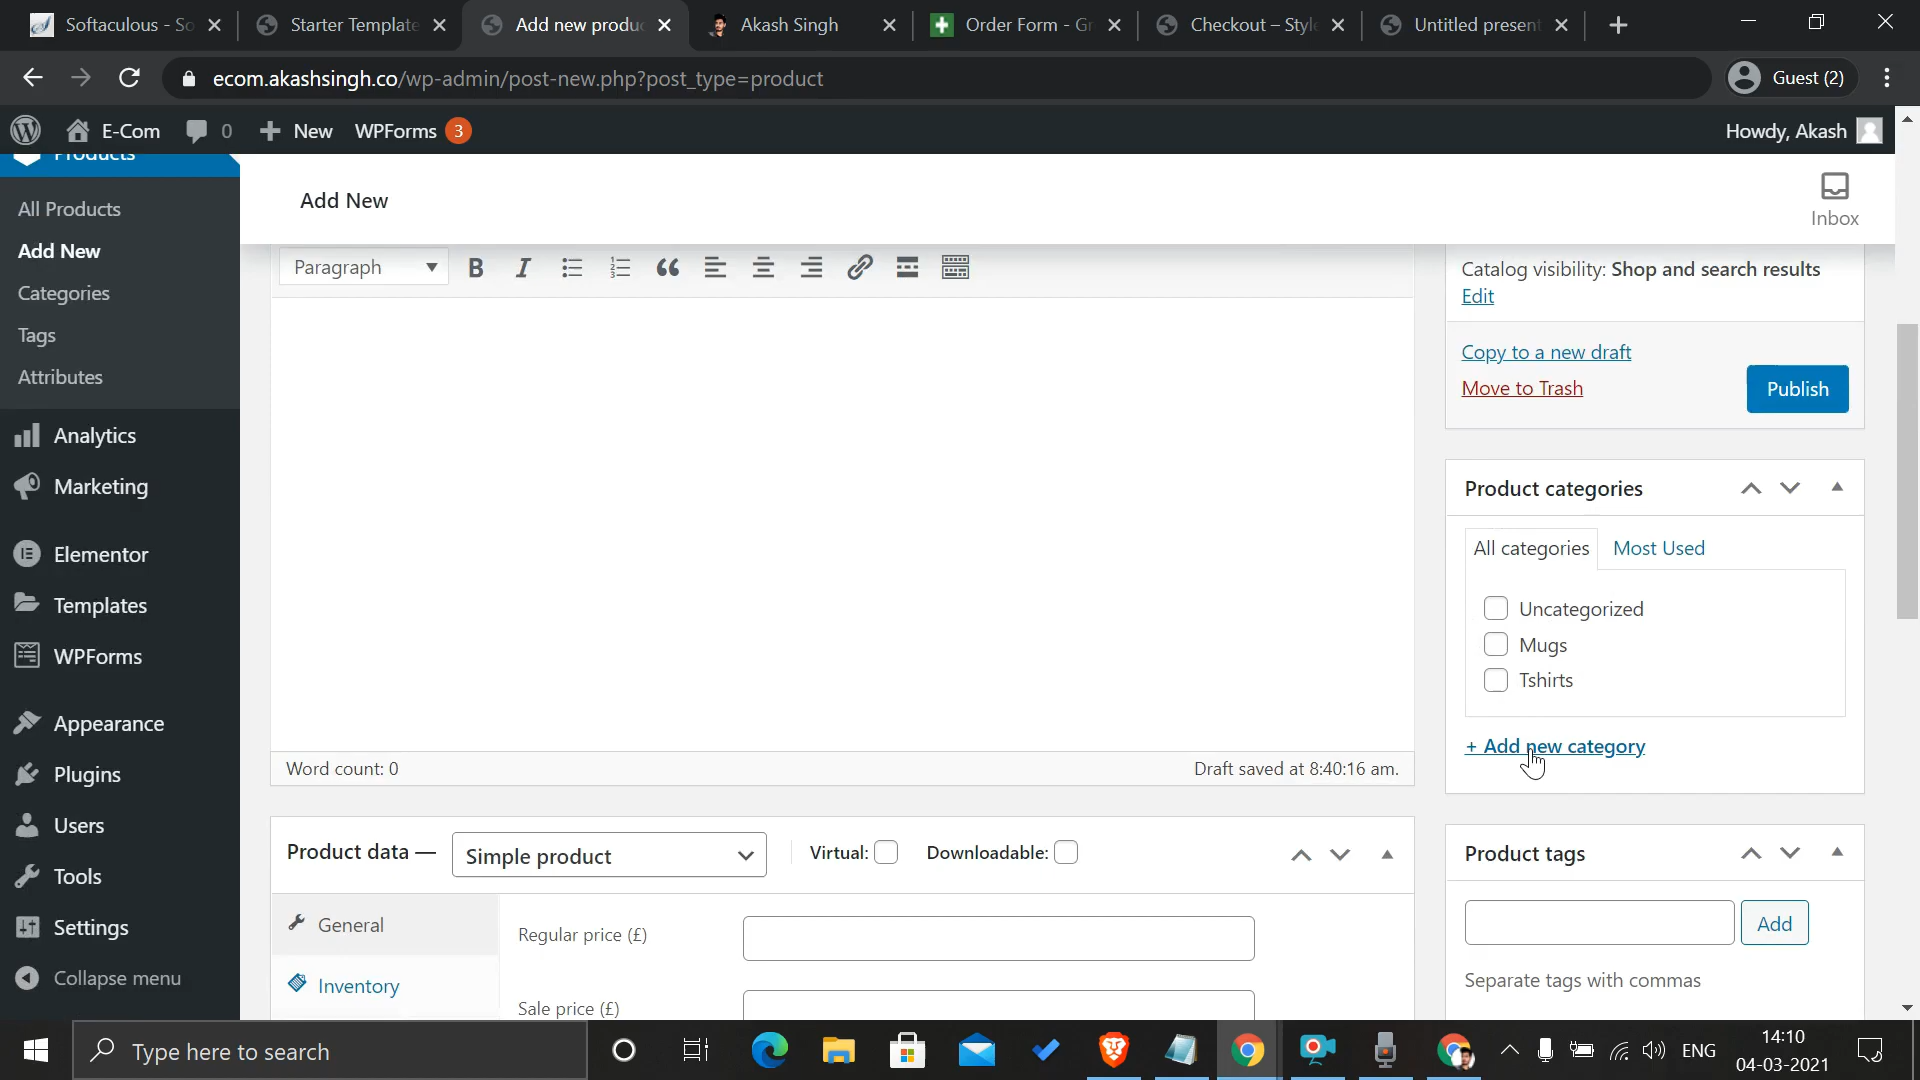 Softaculous - So
Starter Template
Add new produ
Akash Singh
Order Form - Gr
Checkout – Style
Untitled present
ecom.akashsingh.co/wp-admin/post-new.php?post_type=product
Guest (2)
E-Com
0
New
WPForms 3
Howdy, Akash
Products
All Products
Add New
Categories
Tags
Attributes
Analytics
Marketing
Elementor
Templates
WPForms
Appearance
Plugins
Users
Tools
Settings
Collapse menu
Add New
Inbox
Paragraph
B
I
Word count: 0
Draft saved at 8:40:16 am.
Product data —
Simple product
Virtual:
Downloadable:
General
Inventory
Regular price (£)
Sale price (£)
Catalog visibility: Shop and search results
Edit
Copy to a new draft
Move to Trash
Publish
Product categories
All categories
Most Used
Uncategorized
Mugs
Tshirts
+ Add new category
Product tags
Add
Separate tags with commas
Type here to search
ENG
14:10
04-03-2021